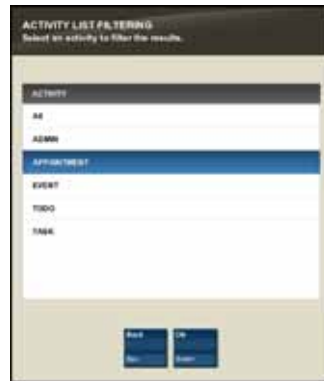 ACTIVITY LIST FILTERING
Select an activity to filter the results.
ACTIVITY
All
ADMIN
APPOINTMENT
EVENT
TODO
TASK
Back OK
Esc Enter